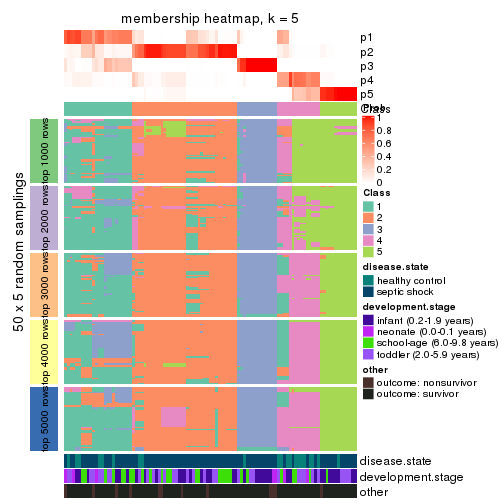 membership heatmap, k = 5
p1
p2
p3
p4
p5
Class
Prob
1
0.8
0.6
0.4
0.2
0
Class
1
2
3
4
5
disease.state
healthy control
septic shock
development.stage
infant (0.2-1.9 years)
neonate (0.0-0.1 years)
school-age (6.0-9.8 years)
toddler (2.0-5.9 years)
other
outcome: nonsurvivor
outcome: survivor
50 x 5 random samplings
top 1000 rows
top 2000 rows
top 3000 rows
top 4000 rows
top 5000 rows
disease.state
development.stage
other